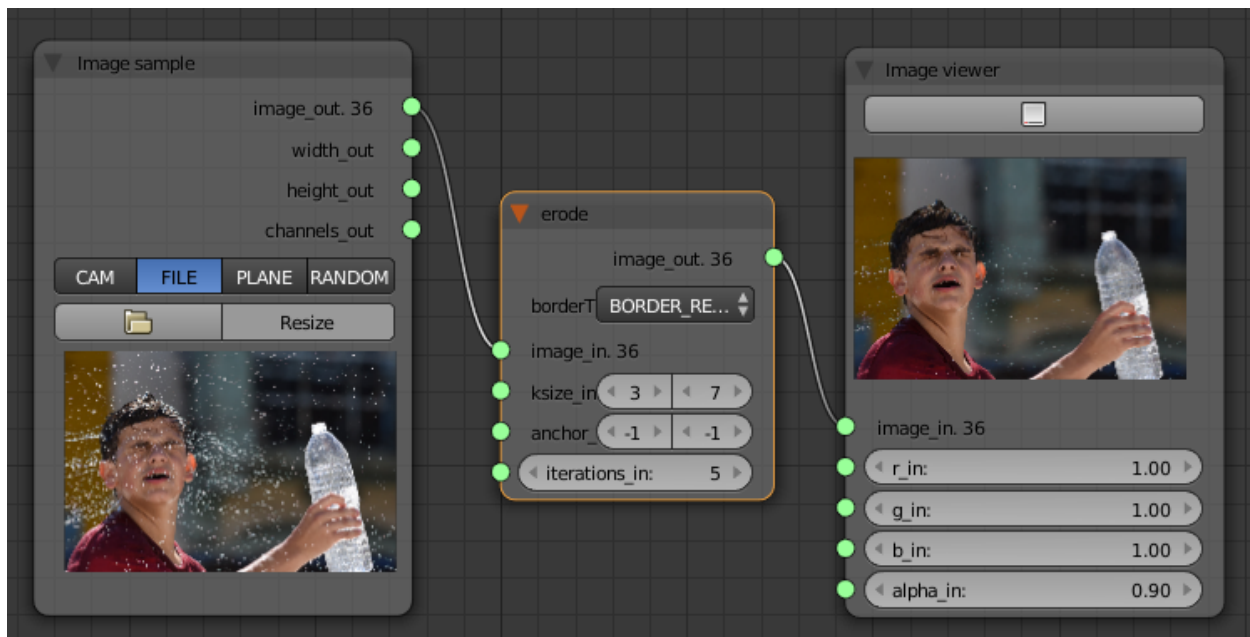 Image sample
image_out. 36
width_out
height_out
channels_out
CAM FILE PLANE RANDOM
Resize
erode
image_out. 36
borderT BORDER_RE...
image_in. 36
ksize_in 3 7
anchor_ -1 -1
iterations_in: 5
Image viewer
image_in. 36
r_in: 1.00
g_in: 1.00
b_in: 1.00
alpha_in: 0.90